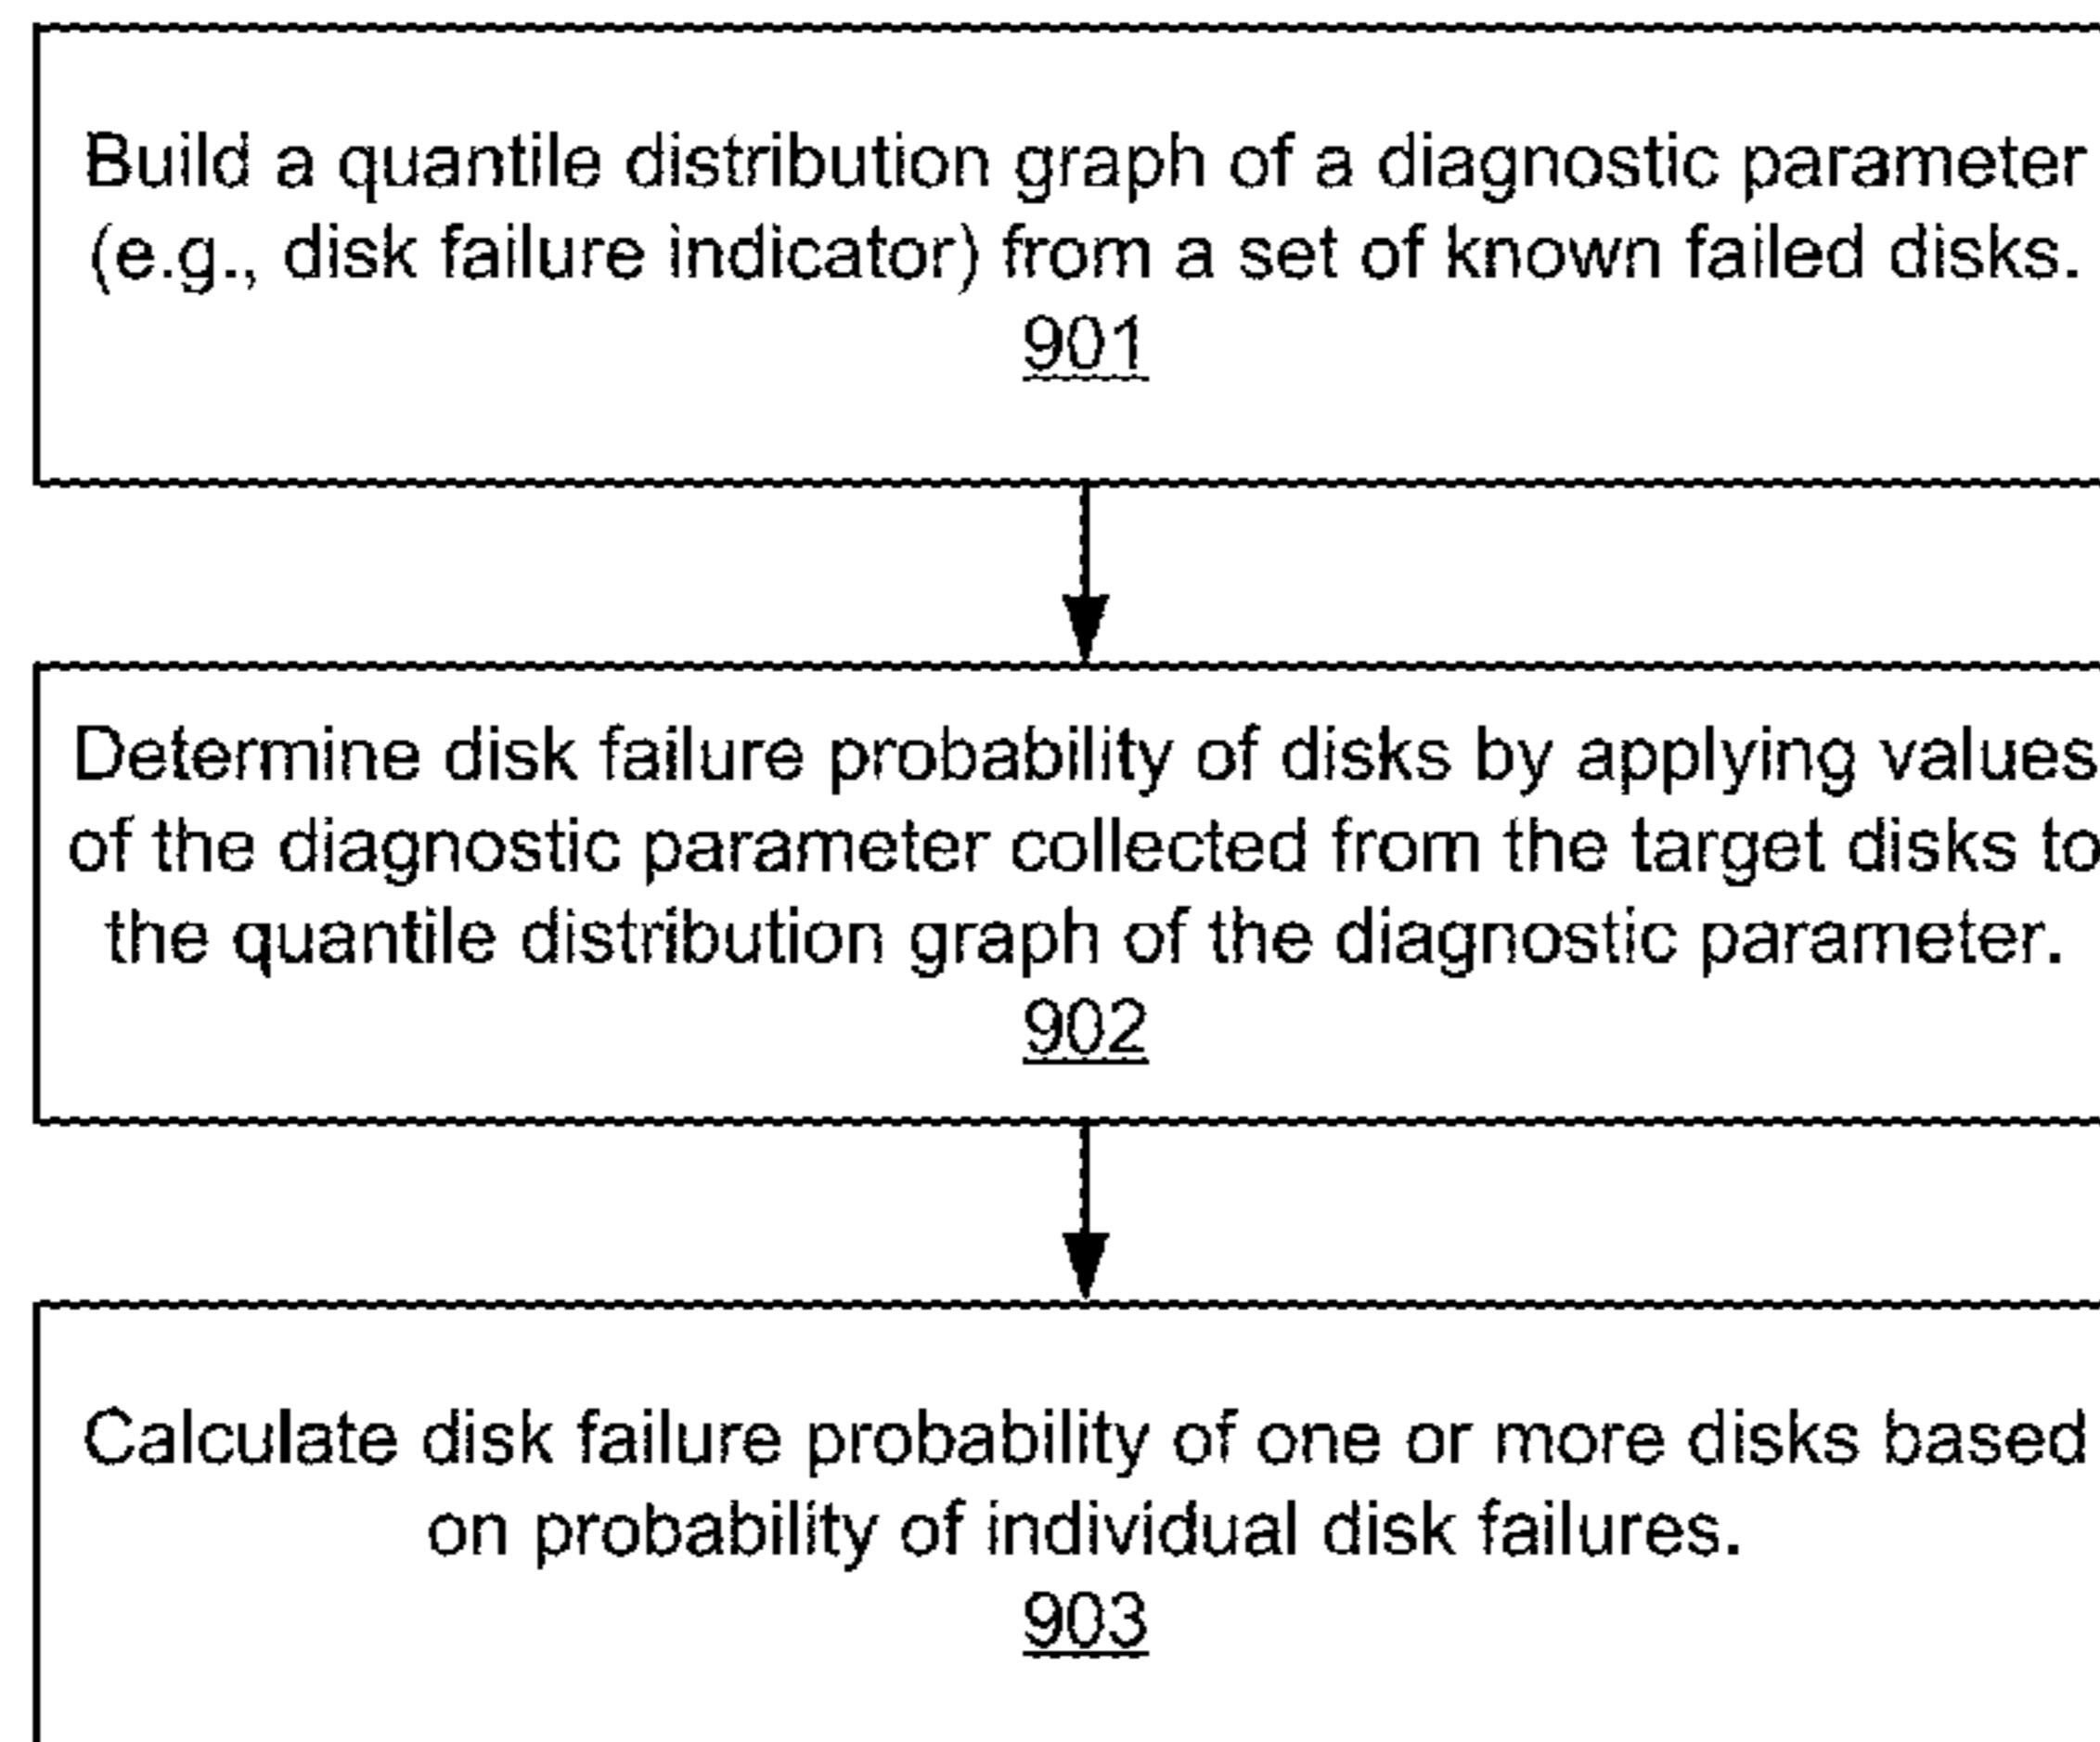 Build a quantile distribution graph of a diagnostic parameter
(e.g., disk failure indicator) from a set of known failed disks.
901
Determine disk failure probability of disks by applying values
of the diagnostic parameter collected from the target disks to
the quantile distribution graph of the diagnostic parameter.
902
Calculate disk failure probability of one or more disks based
on probability of individual disk failures.
903